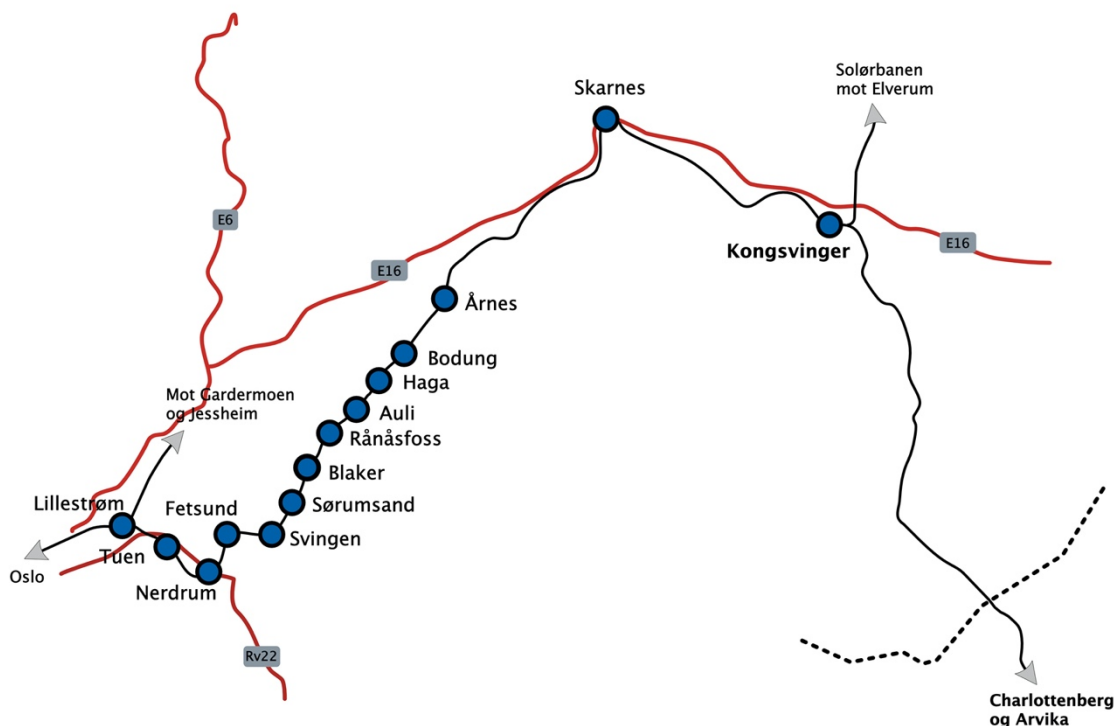 Skarnes
Solørbanen
mot Elverum
E6
Kongsvinger
E16
E16
Årnes
Bodung
Haga
Mot Gardermoen
og Jessheim
Auli
Rånåsfoss
Blaker
Lillestrøm
Fetsund
Sørumsand
Svingen
Tuen
Oslo
Nerdrum
Rv22
Charlottenberg
og Arvika